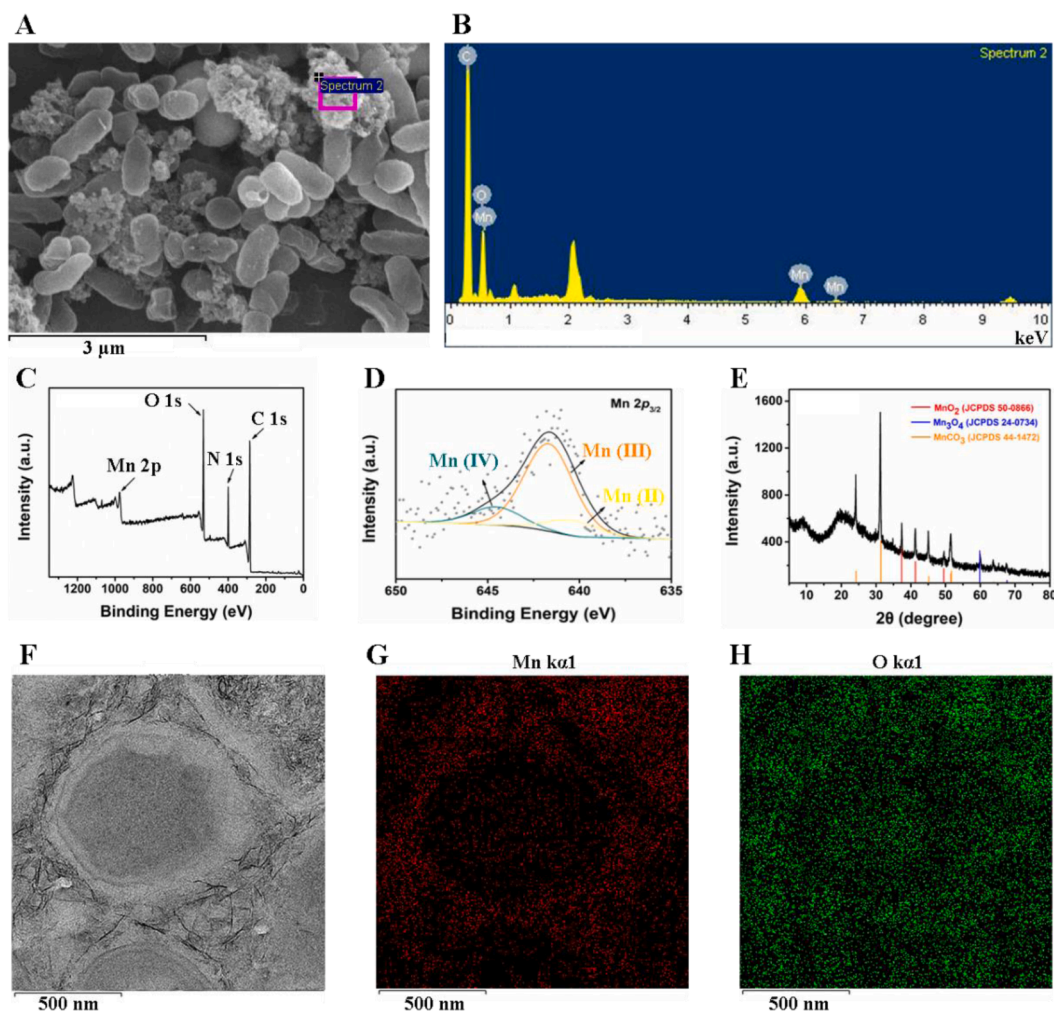 A
Spectrum 2
3 μm
B
Spectrum 2
C
O
Mn
Mn
Mn
0 1 2 3 4 5 6 7 8 9 10
keV
C
O 1s
C 1s
N 1s
Mn 2p
Intensity (a.u.)
1200 1000 800 600 400 200 0
Binding Energy (eV)
D
Mn 2p3/2
Mn (IV)
Mn (III)
Mn (II)
Intensity (a.u.)
650 645 640 635
Binding Energy (eV)
E
1600
1200
800
400
MnO2 (JCPDS 50-0866)
Mn3O4 (JCPDS 24-0734)
MnCO3 (JCPDS 44-1472)
Intensity (a.u.)
10 20 30 40 50 60 70 80
2θ (degree)
F
500 nm
G
Mn kα1
500 nm
H
O kα1
500 nm